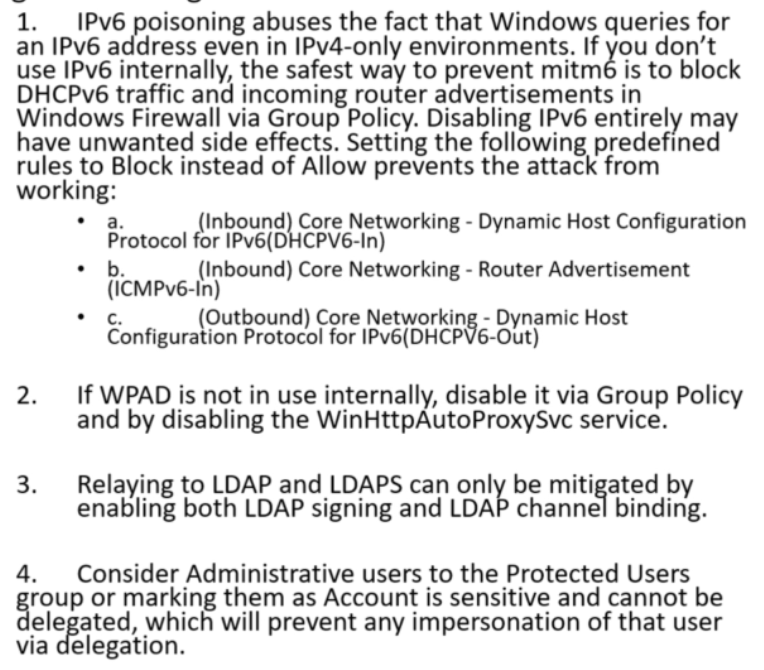 1. IPv6 poisoning abuses the fact that Windows queries for
an IPv6 address even in IPv4-only environments. If you don’t
use IPv6 internally, the safest way to prevent mitm6 is to block
DHCPv6 traffic and incoming router advertisements in
Windows Firewall via Group Policy. Disabling IPv6 entirely may
have unwanted side effects. Setting the following predefined
rules to Block instead of Allow prevents the attack from
working:
• a. (Inbound) Core Networking - Dynamic Host Configuration
Protocol for IPv6(DHCPV6-In)
• b. (Inbound) Core Networking - Router Advertisement
(ICMPv6-In)
• c. (Outbound) Core Networking - Dynamic Host
Configuration Protocol for IPv6(DHCPV6-Out)
2. If WPAD is not in use internally, disable it via Group Policy
and by disabling the WinHttpAutoProxySvc service.
3. Relaying to LDAP and LDAPS can only be mitigated by
enabling both LDAP signing and LDAP channel binding.
4. Consider Administrative users to the Protected Users
group or marking them as Account is sensitive and cannot be
delegated, which will prevent any impersonation of that user
via delegation.